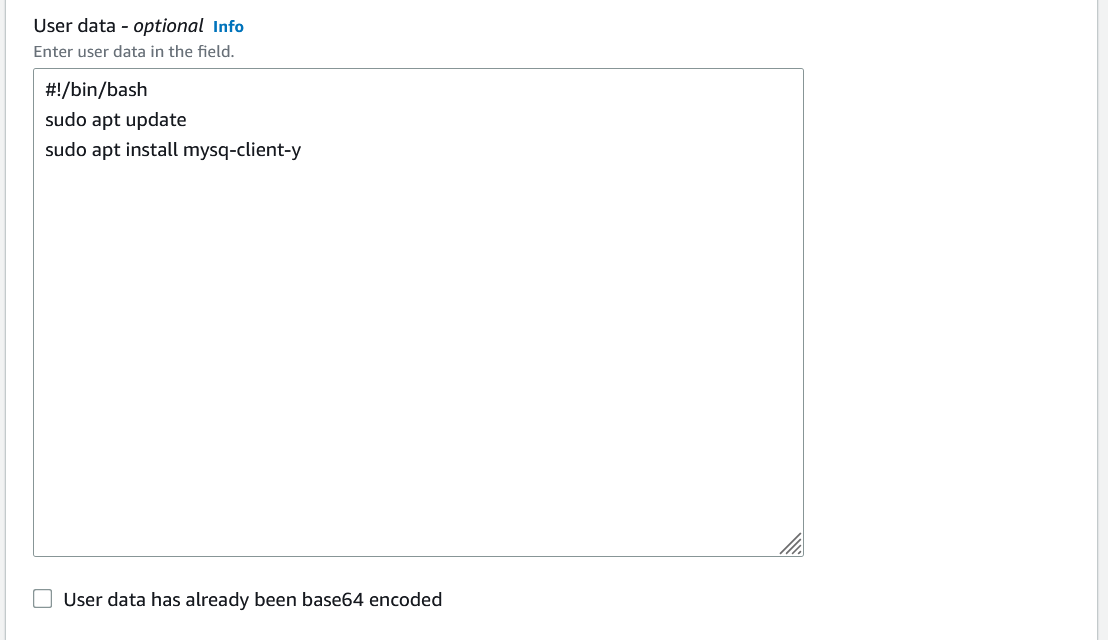 User data - optional Info
Enter user data in the field.
#!/bin/bash
sudo apt update
sudo apt install mysq-client-y
User data has already been base64 encoded